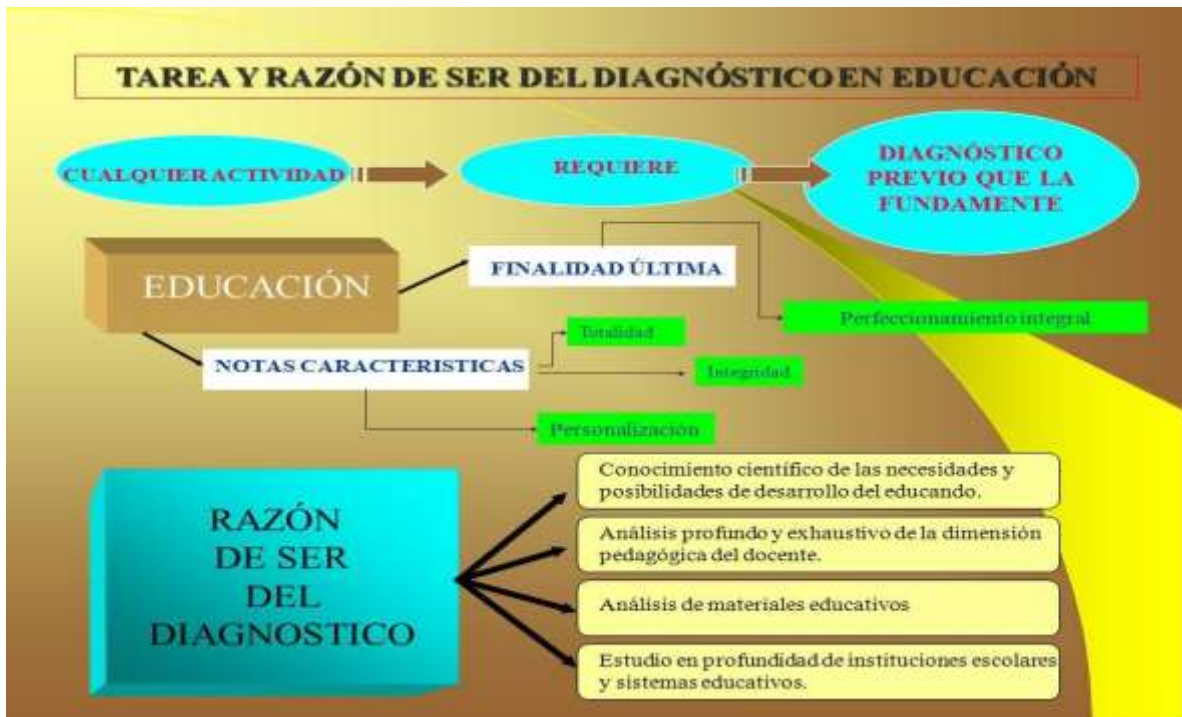 TAREA Y RAZÓN DE SER DEL DIAGNÓSTICO EN EDUCACIÓN
CUALQUIER ACTIVIDAD
REQUIERE
DIAGNÓSTICO
PREVIO QUE LA
FUNDAMENTE
EDUCACIÓN
FINALIDAD ÚLTIMA
Perfeccionamiento integral
NOTAS CARACTERISTICAS
Totalidad
Integridad
Personalización
RAZÓN
DE SER
DEL
DIAGNOSTICO
Conocimiento científico de las necesidades y
posibilidades de desarrollo del educando.
Análisis profundo y exhaustivo de la dimensión
pedagógica del docente.
Análisis de materiales educativos
Estudio en profundidad de instituciones escolares
y sistemas educativos.